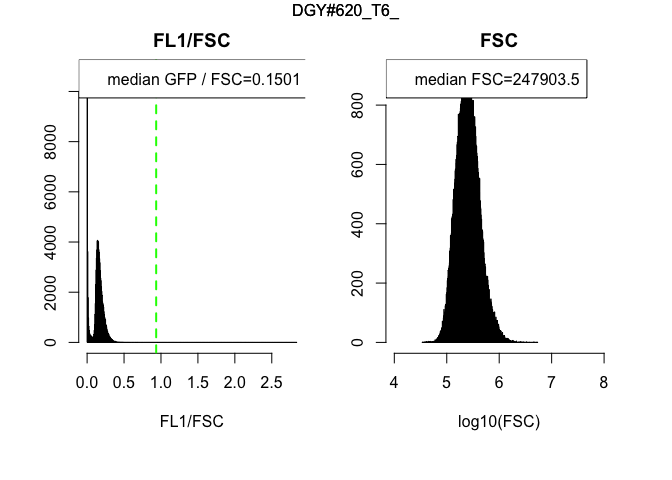 DGY#620_T6_
FL1/FSC
median GFP / FSC=0.1501
0
2000
4000
6000
8000
0.0 0.5 1.0 1.5 2.0 2.5
FL1/FSC
FSC
median FSC=247903.5
0
200
400
600
800
4 5 6 7 8
log10(FSC)